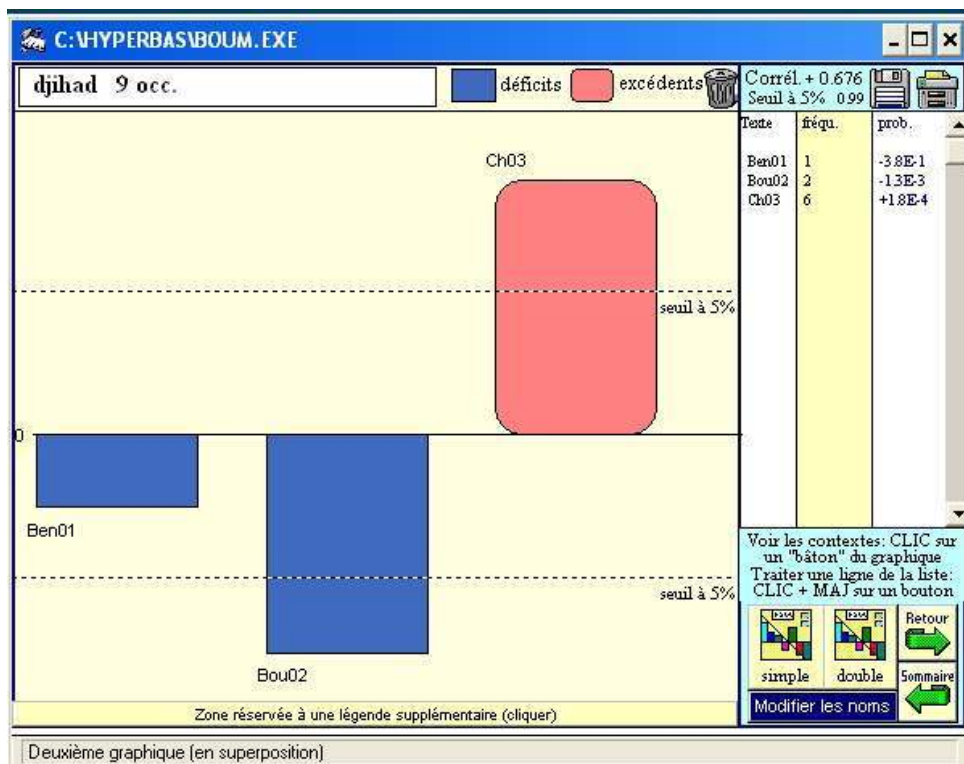 C:\HYPERBAS\BOUM.EXE
djihad 9 occ.
déficits
excédents
Corrél. + 0.676
Seuil à 5% 0.99
Texte fréqu. prob.
Ben01 1 -3.8E-1
Bou02 2 -1.3E-3
Ch03 6 +1.8E-4
Ch03
seuil à 5%
0
Ben01
seuil à 5%
Bou02
Zone réservée à une légende supplémentaire (cliquer)
Voir les contextes: CLIC sur
un "bâton" du graphique
Traiter une ligne de la liste:
CLIC + MAJ sur un bouton
simple
double
Retour
Sommaire
Modifier les noms
Deuxième graphique (en superposition)